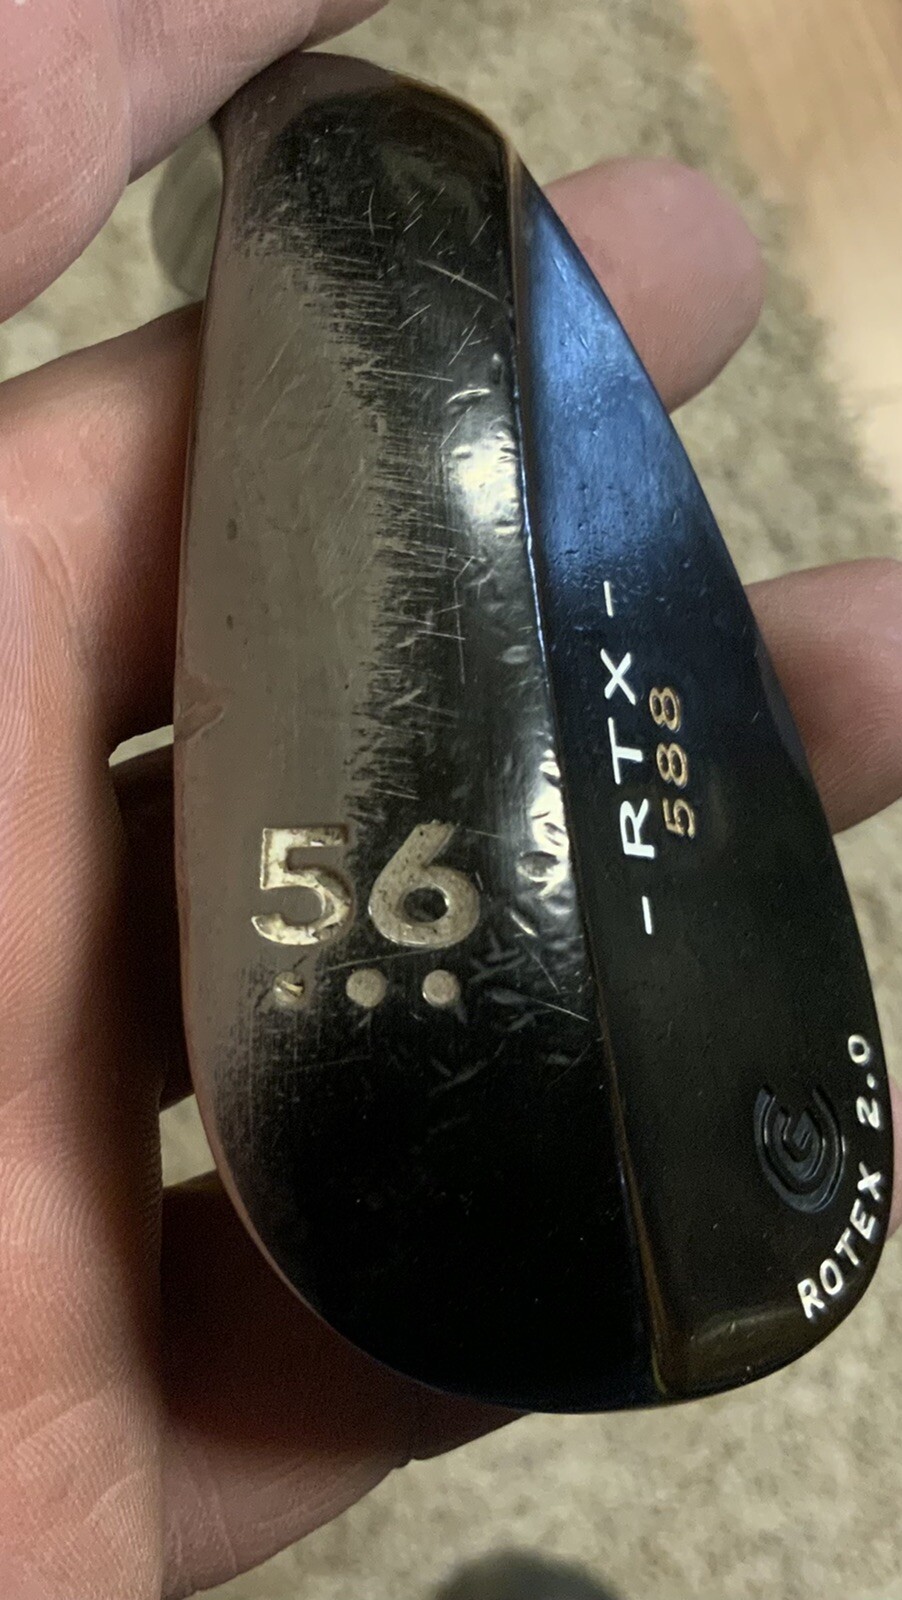 56
- RTX -
588
ROTEX 2.0